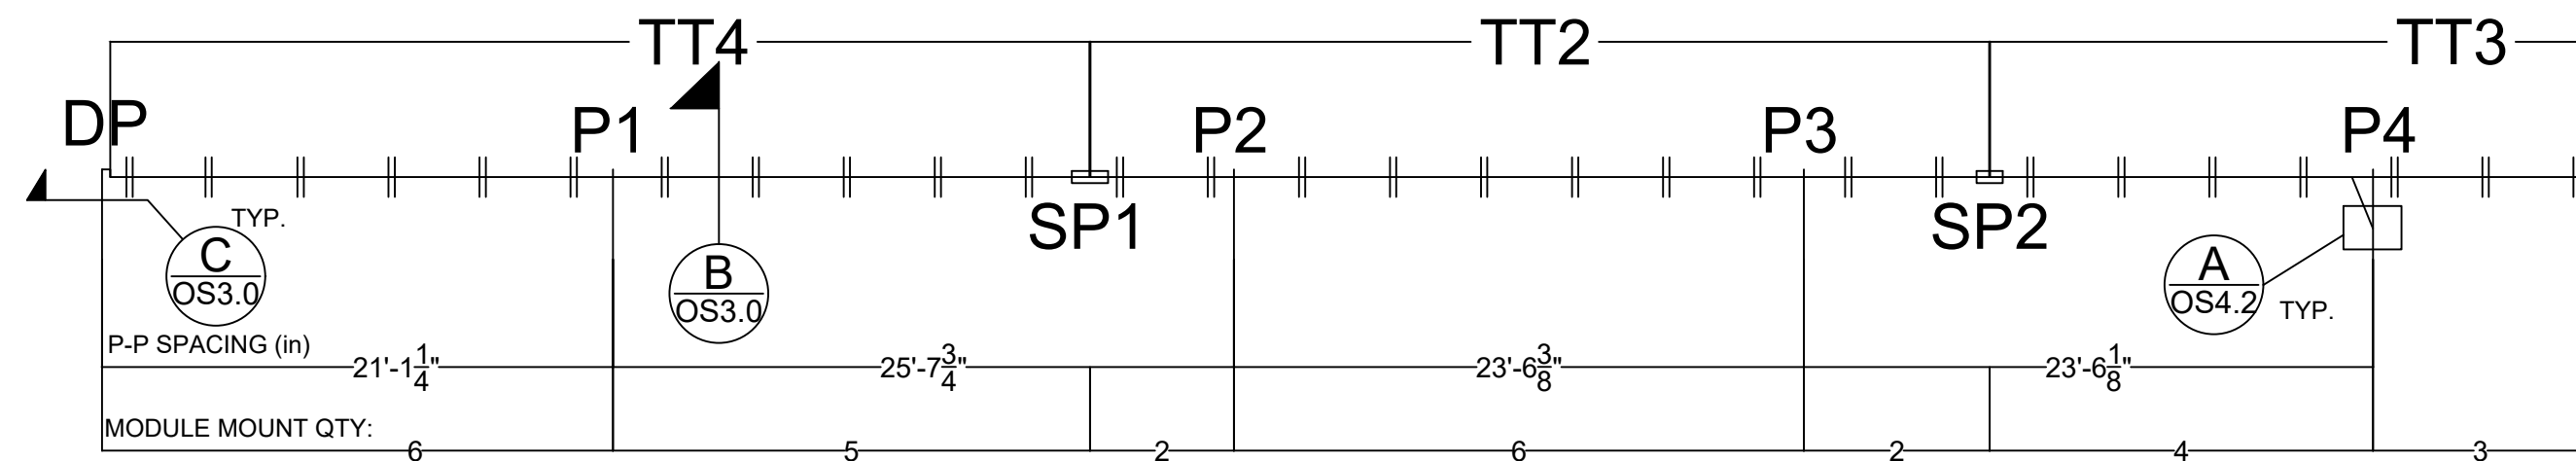 TT4 TT2 TT3
DP P1 P2 P3 P4
SP1 SP2
TYP.
C
OS3.0
B
OS3.0
A
OS4.2
TYP.
P-P SPACING (in)
21'-1 1/4" 25'-7 3/4" 23'-6 3/8" 23'-6 1/8"
MODULE MOUNT QTY:
6 5 2 6 2 4 3